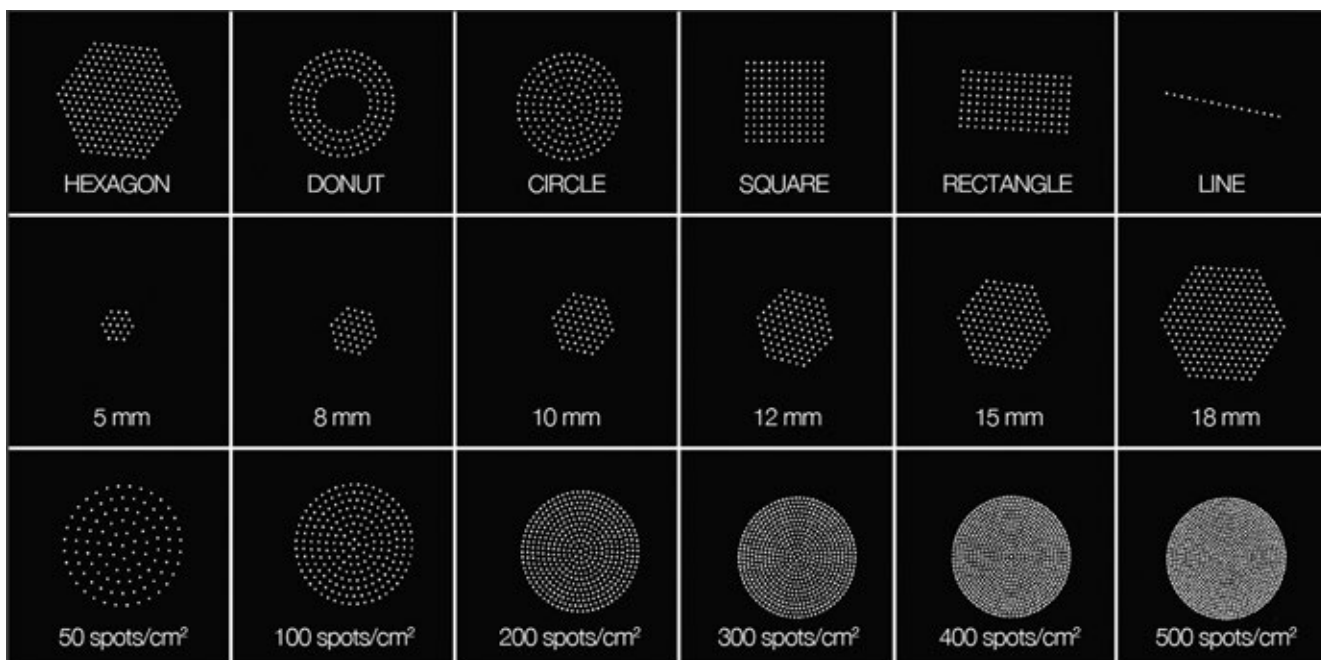 HEXAGON
DONUT
CIRCLE
SQUARE
RECTANGLE
LINE
5 mm
8 mm
10 mm
12 mm
15 mm
18 mm
50 spots/cm²
100 spots/cm²
200 spots/cm²
300 spots/cm²
400 spots/cm²
500 spots/cm²